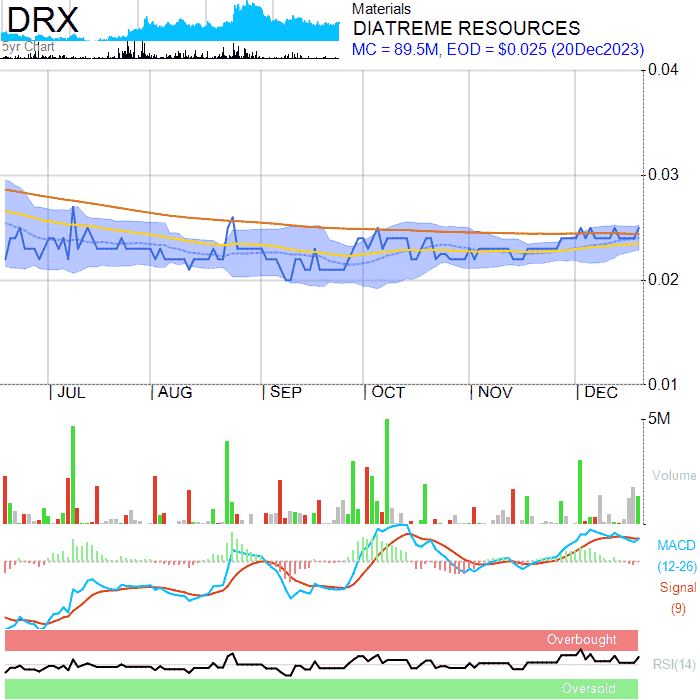 DRX
5yr Chart
Materials
DIATREME RESOURCES
MC = 89.5M, EOD = $0.025 (20Dec2023)
0.04
0.03
0.02
0.01
JUL AUG SEP OCT NOV DEC
5M
Volume
MACD
(12-26)
Signal
(9)
Overbought
RSI(14)
Oversold